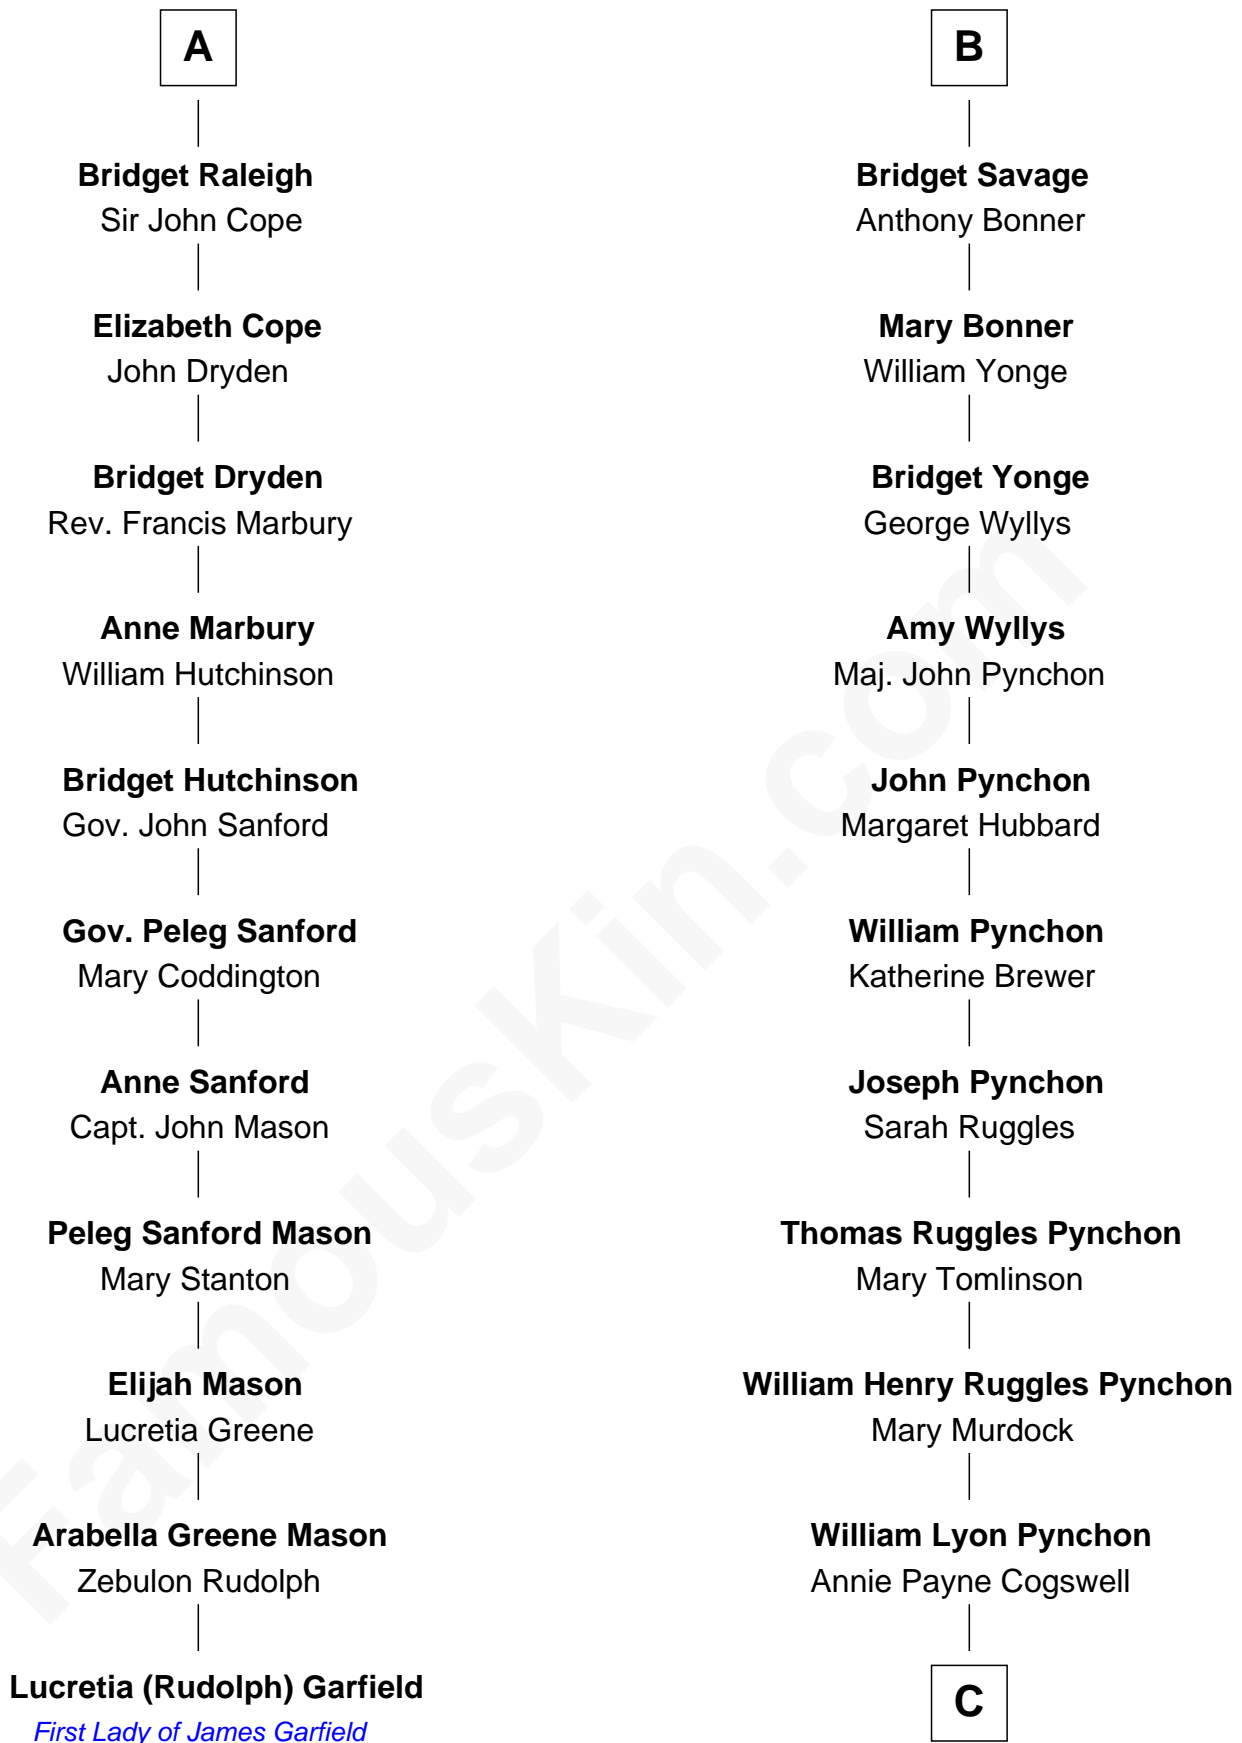 A
Bridget Raleigh
Sir John Cope
Elizabeth Cope
John Dryden
Bridget Dryden
Rev. Francis Marbury
Anne Marbury
William Hutchinson
Bridget Hutchinson
Gov. John Sanford
Gov. Peleg Sanford
Mary Coddington
Anne Sanford
Capt. John Mason
Peleg Sanford Mason
Mary Stanton
Elijah Mason
Lucretia Greene
Arabella Greene Mason
Zebulon Rudolph
Lucretia (Rudolph) Garfield
First Lady of James Garfield
B
Bridget Savage
Anthony Bonner
Mary Bonner
William Yonge
Bridget Yonge
George Wyllys
Amy Wyllys
Maj. John Pynchon
John Pynchon
Margaret Hubbard
William Pynchon
Katherine Brewer
Joseph Pynchon
Sarah Ruggles
Thomas Ruggles Pynchon
Mary Tomlinson
William Henry Ruggles Pynchon
Mary Murdock
William Lyon Pynchon
Annie Payne Cogswell
C
FamousKin.com